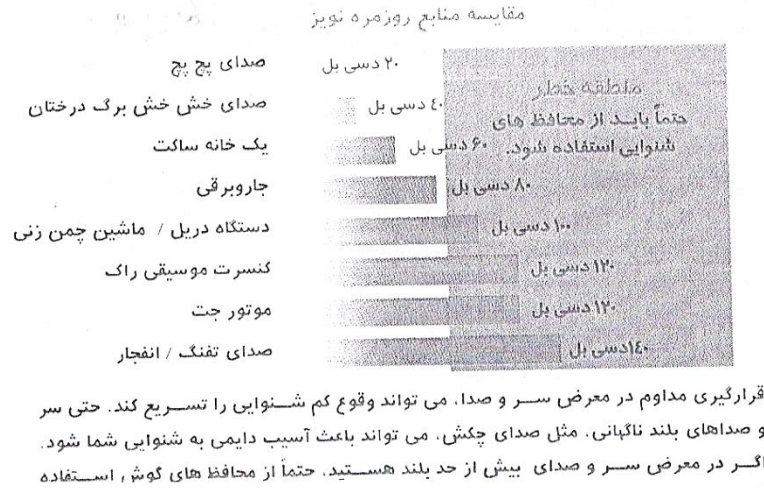 مقایسه منابع روزمره نویز
صدای پچ پچ ۲۰ دسی بل
صدای خش خش برگ درختان ٤۰ دسی بل
یک خانه ساکت ۶۰ دسی بل
جاروبرقی ۸۰ دسی بل
دستگاه دریل / ماشین چمن زنی ۱۰۰ دسی بل
کنسرت موسیقی راک ۱۲۰ دسی بل
موتور جت ۱۲۰ دسی بل
صدای تفنگ / انفجار ۱٤۰ دسی بل
منطقه خطر
حتماً باید از محافظ های
شنوایی استفاده شود.
قرارگیری مداوم در معرض سر و صدا، می تواند وقوع کم شنوایی را تسریع کند. حتی سر
و صداهای بلند ناگهانی، مثل صدای چکش، می تواند باعث آسیب دایمی به شنوایی شما شود.
اگر در معرض سر و صدای بیش از حد بلند هستید، حتماً از محافظ های گوش استفاده